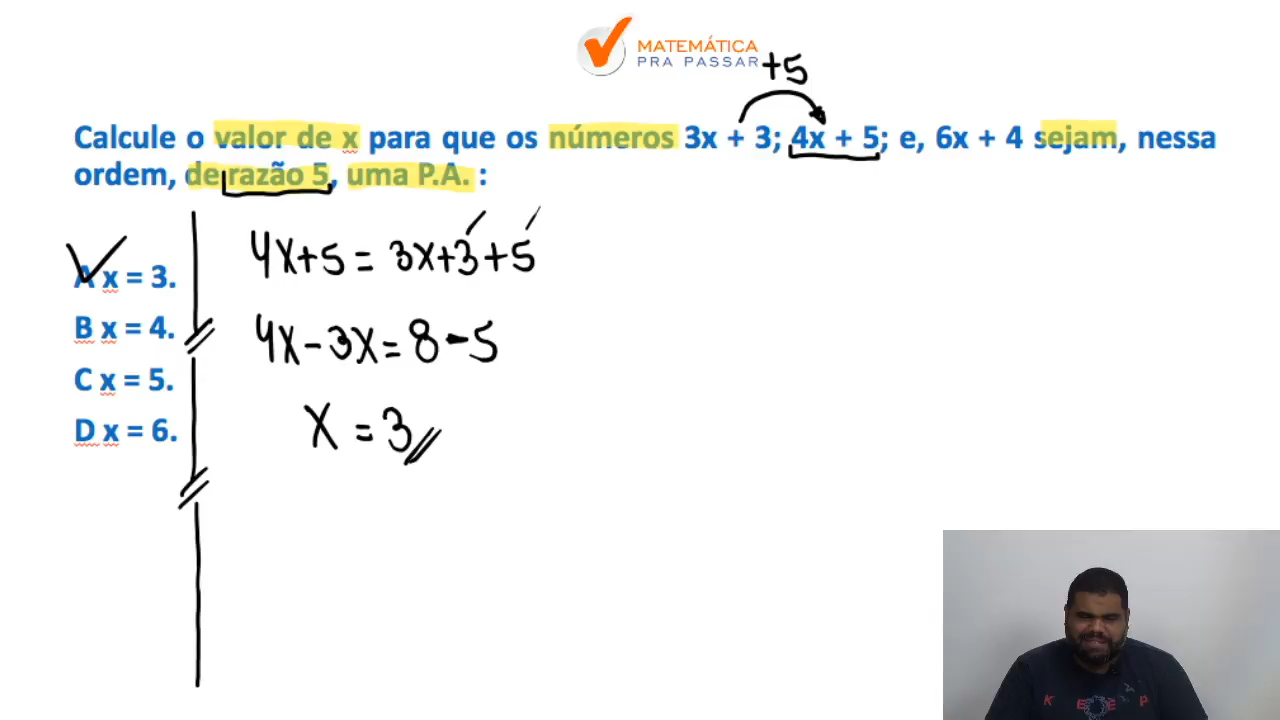 MATEMÁTICA
PRA PASSAR
+5
Calcule o valor de x para que os números 3x + 3; 4x + 5; e, 6x + 4 sejam, nessa
ordem, de razão 5, uma P.A. :
A x = 3.
B x = 4.
C x = 5.
D x = 6.
4x+5 = 3x+3+5
4x-3x= 8-5
x = 3
K E E P